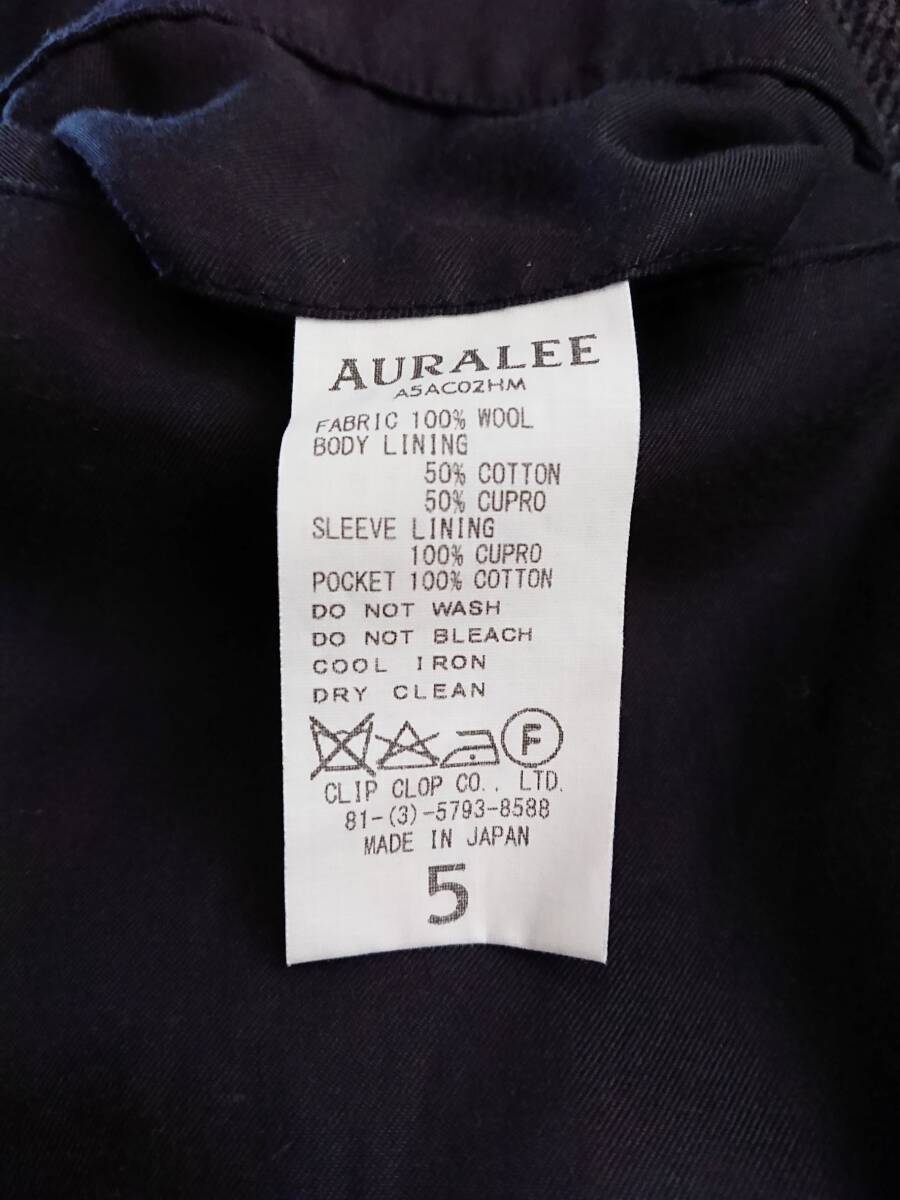 AURALEE
A5AC02HM
FABRIC 100% WOOL
BODY LINING
50% COTTON
50% CUPRO
SLEEVE LINING
100% CUPRO
POCKET 100% COTTON
DO NOT WASH
DO NOT BLEACH
COOL IRON
DRY CLEAN
F
CLIP CLOP CO., LTD.
81-(3)-5793-8588
MADE IN JAPAN
5